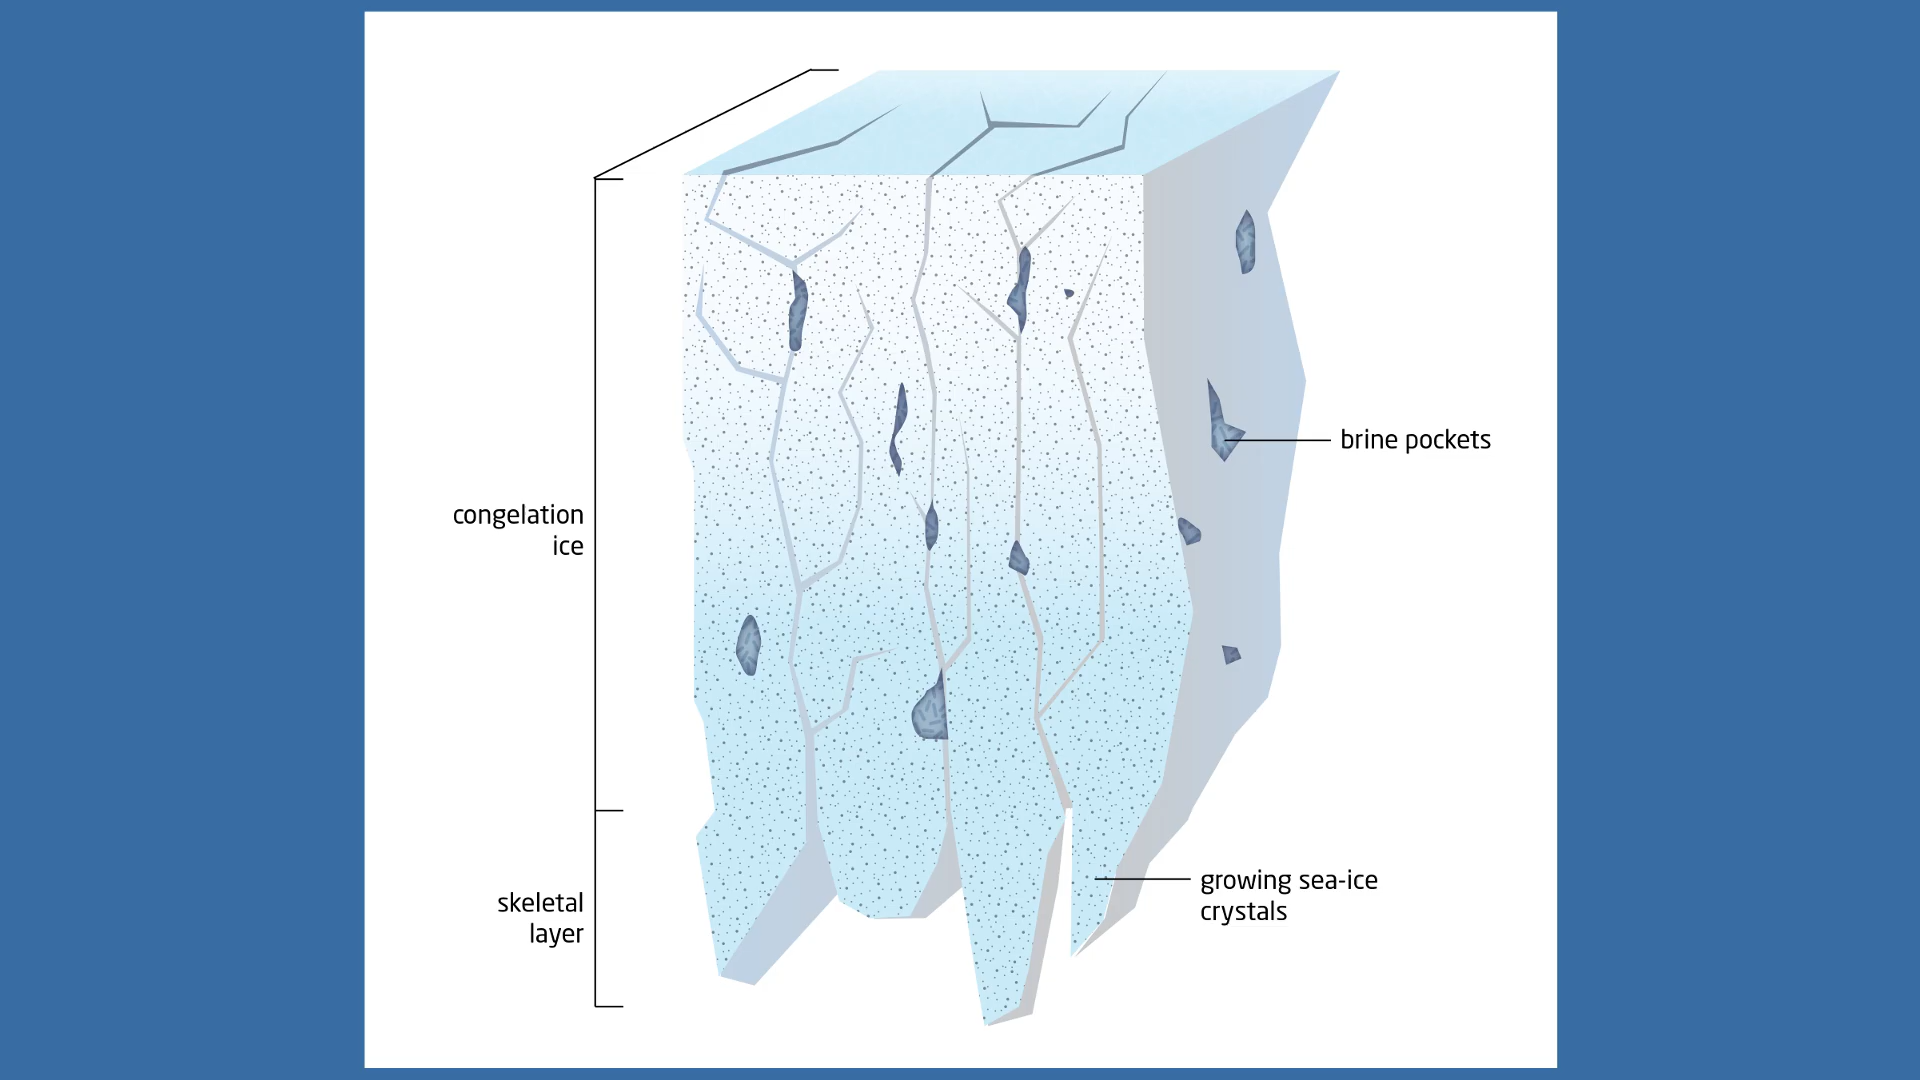 brine pockets
congelation
ice
growing sea-ice
crystals
skeletal
layer